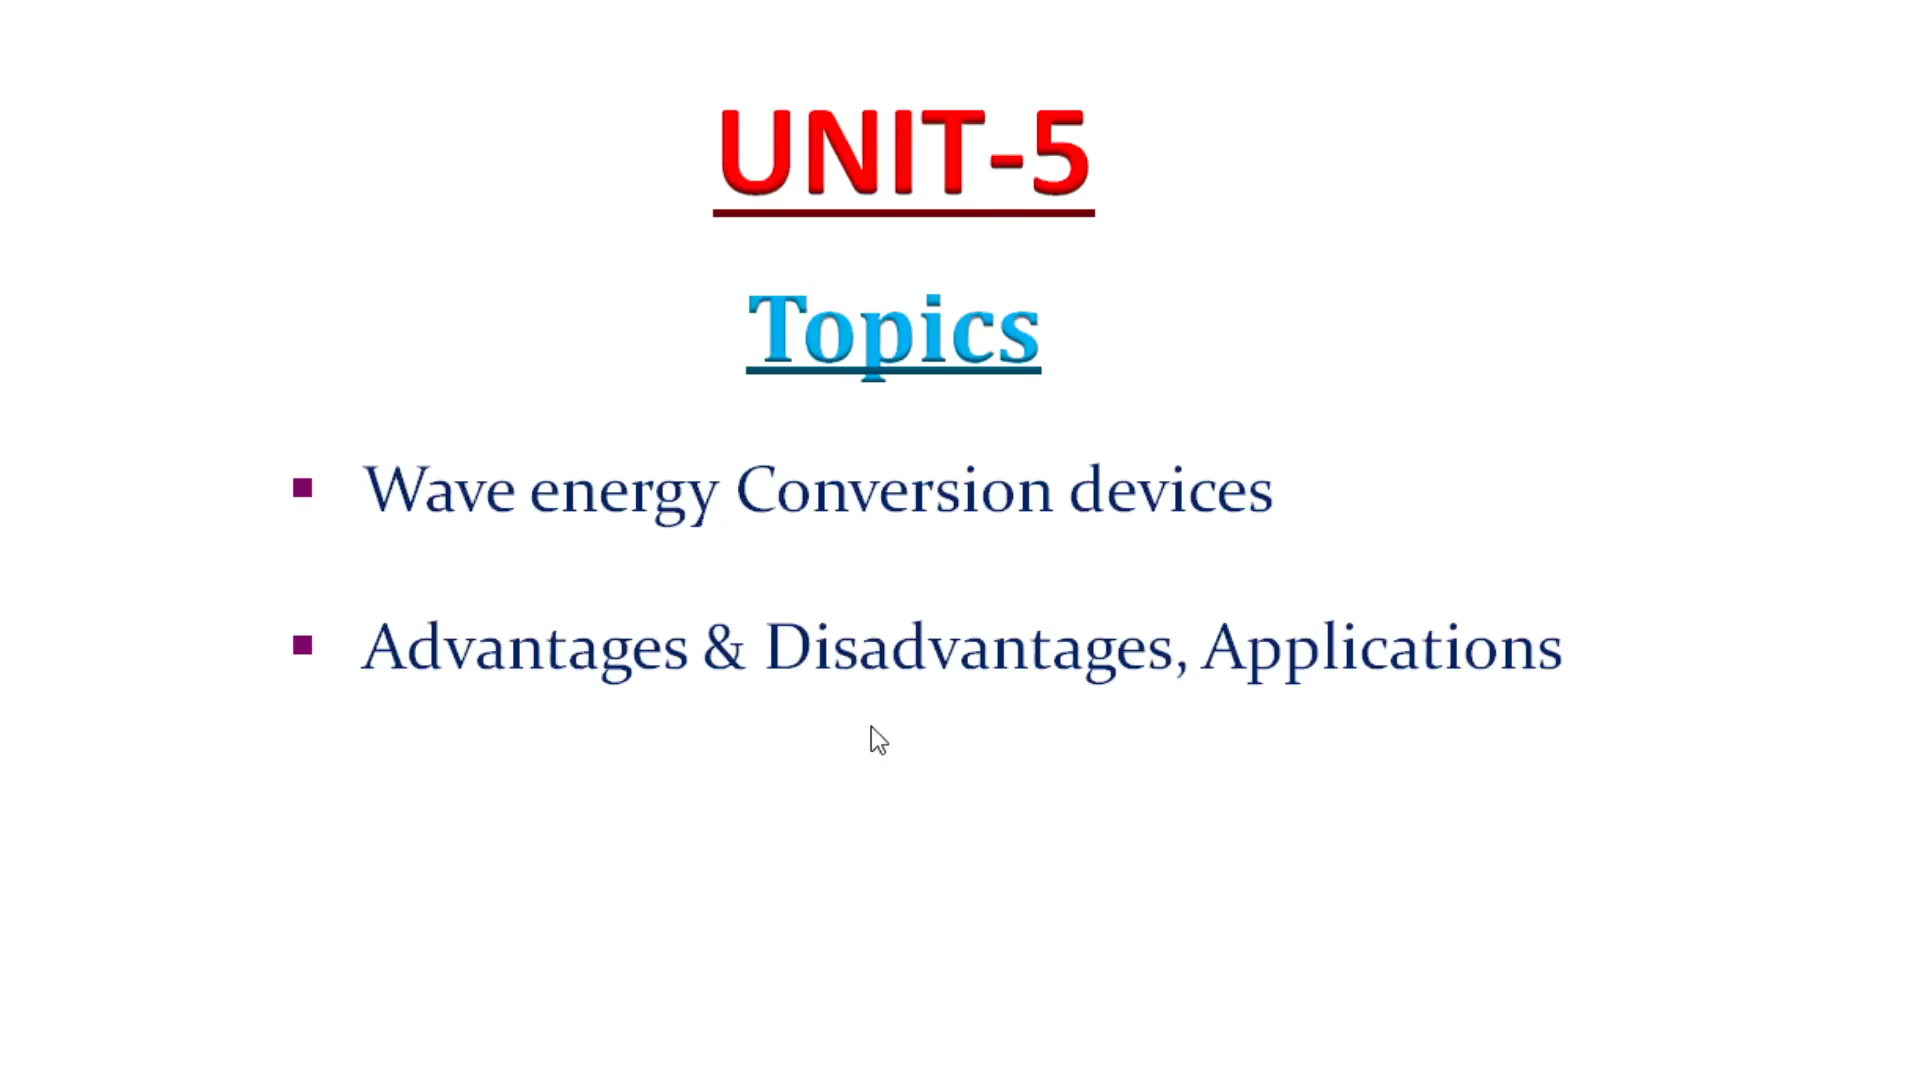 UNIT-5
Topics
▪ Wave energy Conversion devices
▪ Advantages & Disadvantages, Applications